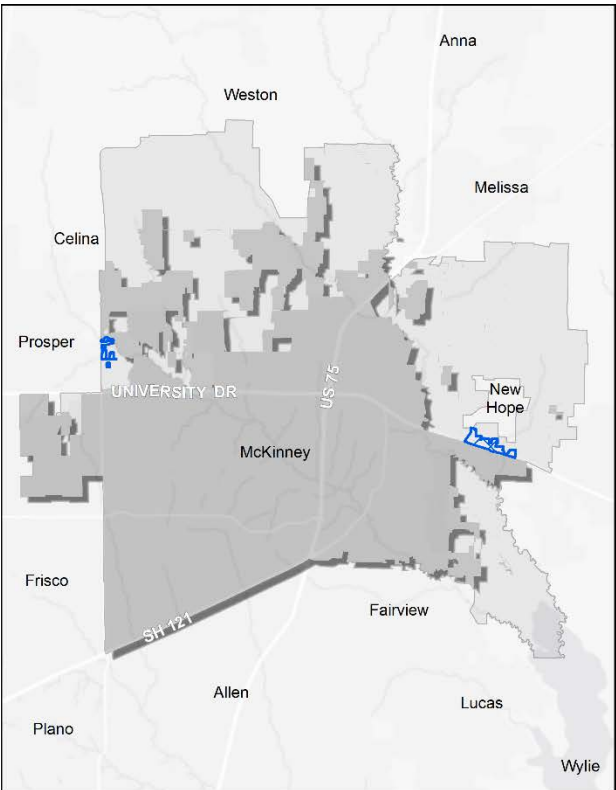 Anna
Weston
Melissa
Celina
Prosper
UNIVERSITY DR
US 75
New
Hope
McKinney
Frisco
SH 121
Fairview
Allen
Lucas
Plano
Wylie